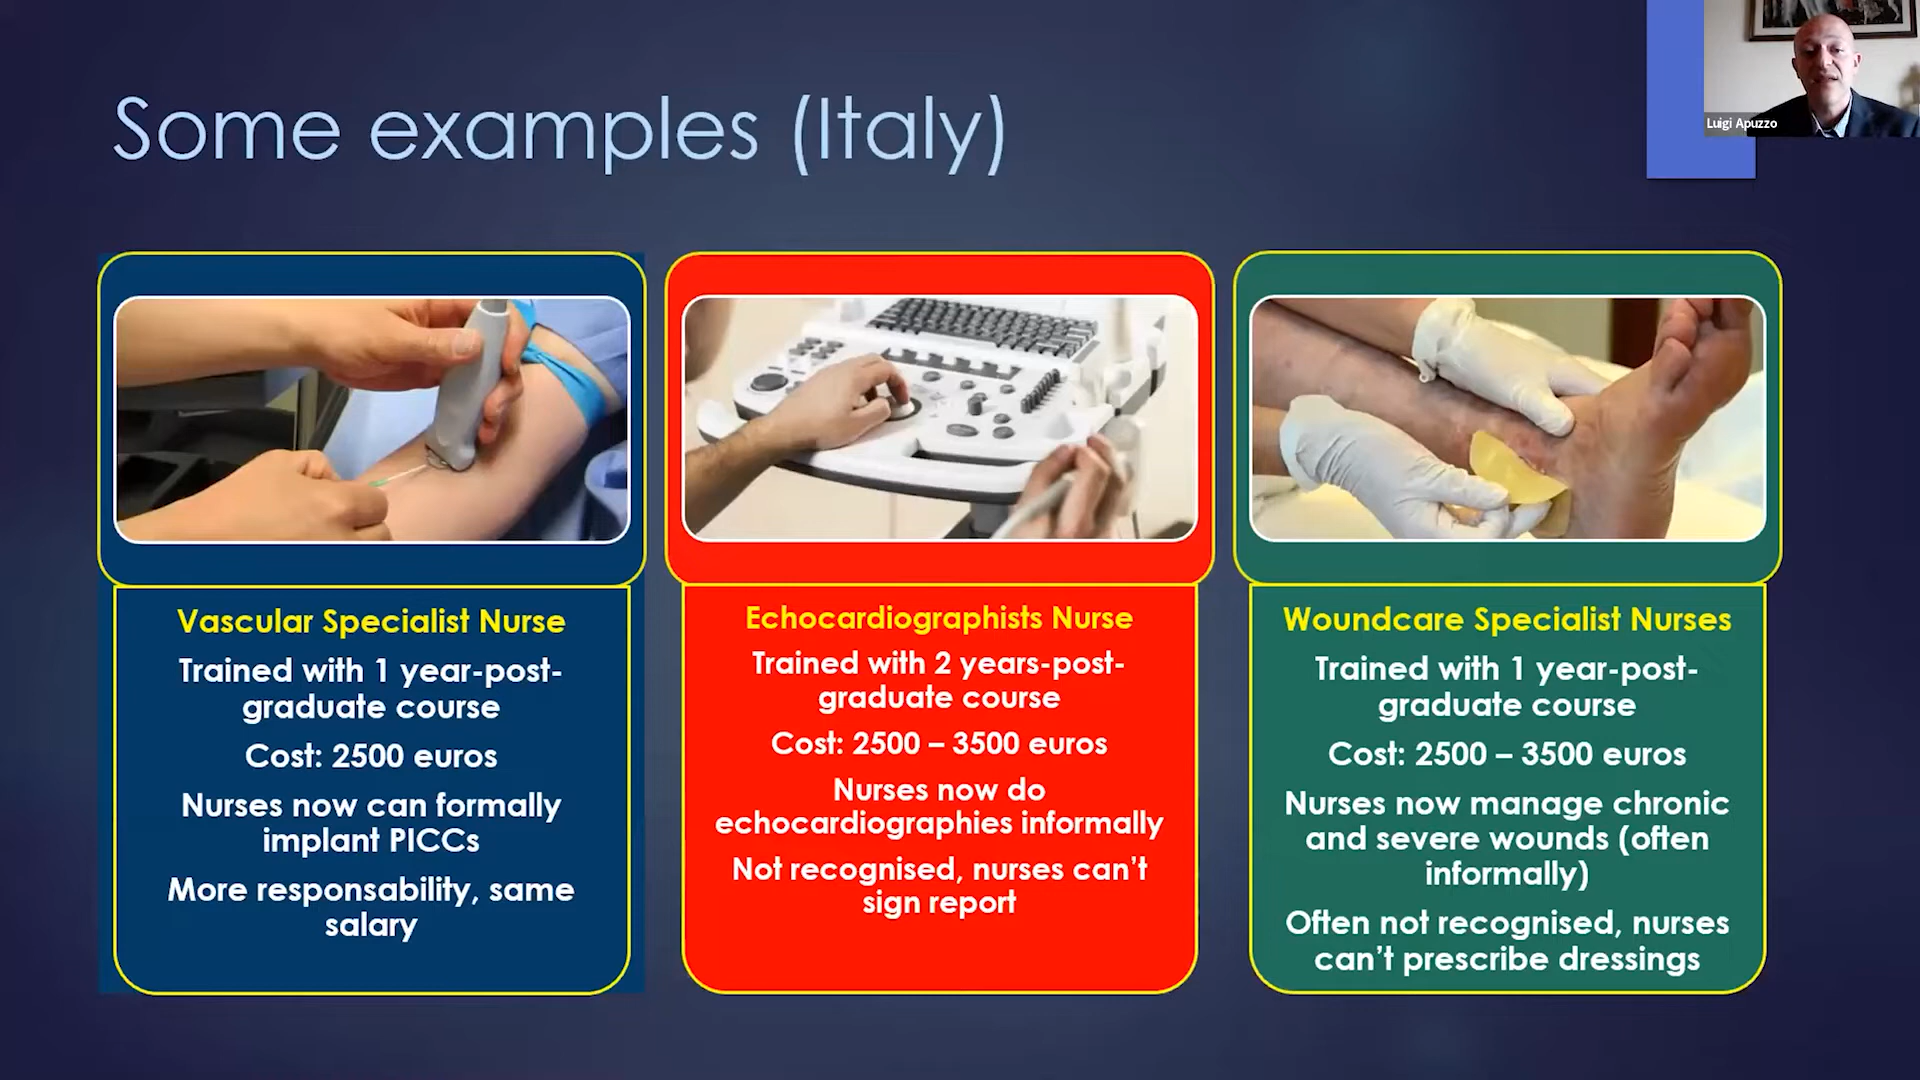 Some examples (Italy)
Luigi Apuzzo
Vascular Specialist Nurse
Trained with 1 year-post-
graduate course
Cost: 2500 euros
Nurses now can formally
implant PICCs
More responsability, same
salary
Echocardiographists Nurse
Trained with 2 years-post-
graduate course
Cost: 2500 – 3500 euros
Nurses now do
echocardiographies informally
Not recognised, nurses can't
sign report
Woundcare Specialist Nurses
Trained with 1 year-post-
graduate course
Cost: 2500 – 3500 euros
Nurses now manage chronic
and severe wounds (often
informally)
Often not recognised, nurses
can't prescribe dressings